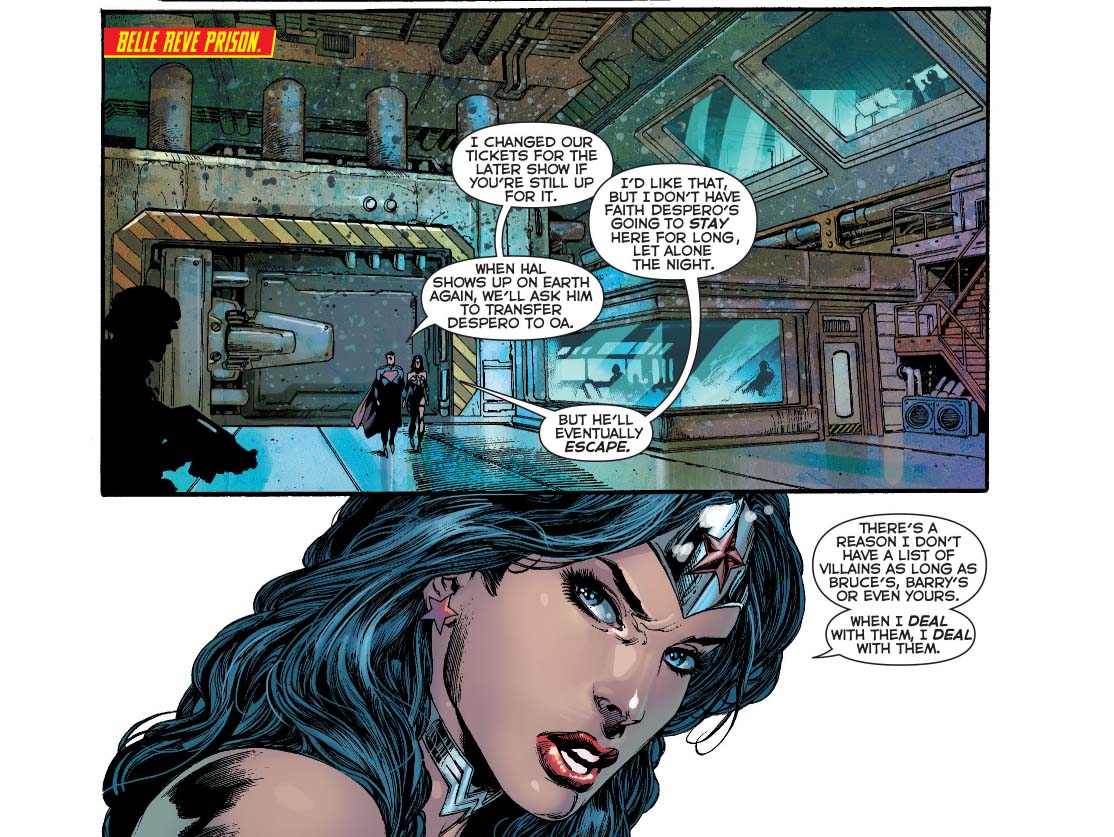 BELLE REVE PRISON.
I CHANGED OUR
TICKETS FOR THE
LATER SHOW IF
YOU'RE STILL UP
FOR IT.
WHEN HAL
SHOWS UP ON EARTH
AGAIN, WE'LL ASK HIM
TO TRANSFER
DESPERO TO OA.
I'D LIKE THAT,
BUT I DON'T HAVE
FAITH DESPERO'S
GOING TO STAY
HERE FOR LONG,
LET ALONE
THE NIGHT.
BUT HE'LL
EVENTUALLY
ESCAPE.
THERE'S A
REASON I DON'T
HAVE A LIST OF
VILLAINS AS LONG AS
BRUCE'S, BARRY'S
OR EVEN YOURS.
WHEN I DEAL
WITH THEM, I DEAL
WITH THEM.